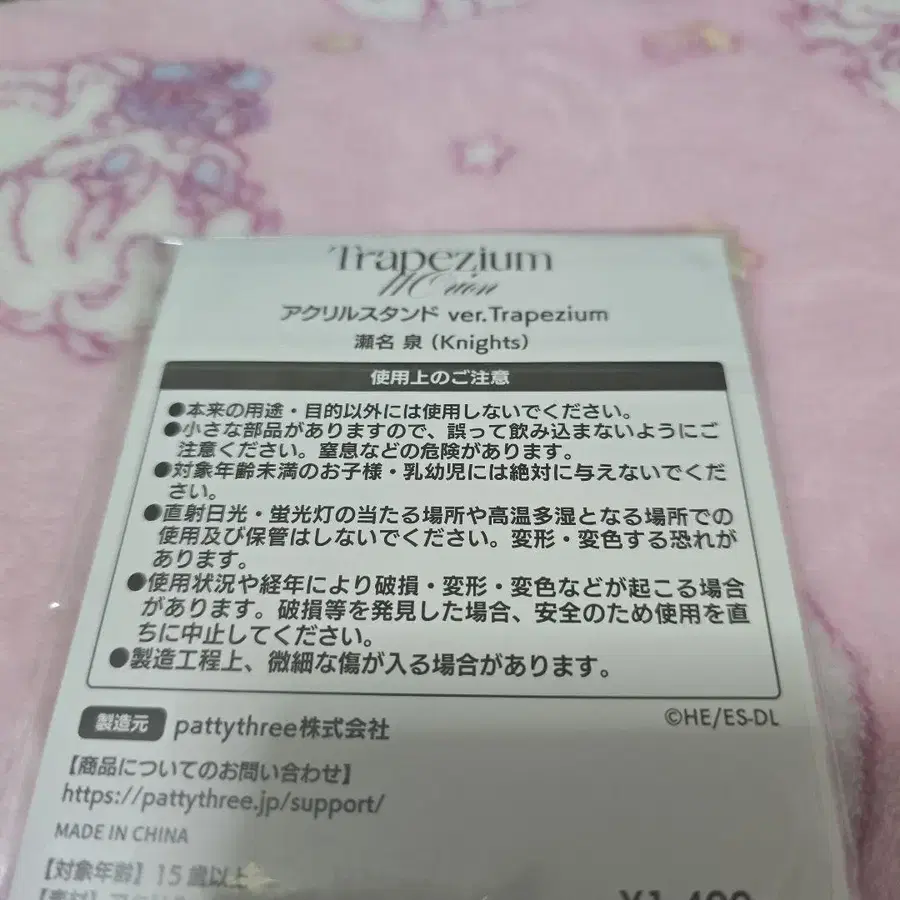 Trapezium
アクリルスタンド ver.Trapezium
瀬名 泉 (Knights)
使用上のご注意
●本来の用途・目的以外には使用しないでください。
●小さな部品がありますので、誤って飲み込まないようにご
注意ください。窒息などの危険があります。
●対象年齢未満のお子様・乳幼児には絶対に与えないでくだ
さい。
●直射日光・蛍光灯の当たる場所や高温多湿となる場所での
使用及び保管はしないでください。変形・変色する恐れが
あります。
●使用状況や経年により破損・変形・変色などが起こる場合
があります。破損等を発見した場合、安全のため使用を直
ちに中止してください。
●製造工程上、微細な傷が入る場合があります。
製造元 pattythree株式会社
©HE/ES-DL
【商品についてのお問い合わせ】
https://pattythree.jp/support/
MADE IN CHINA
【対象年齢】15歳以上